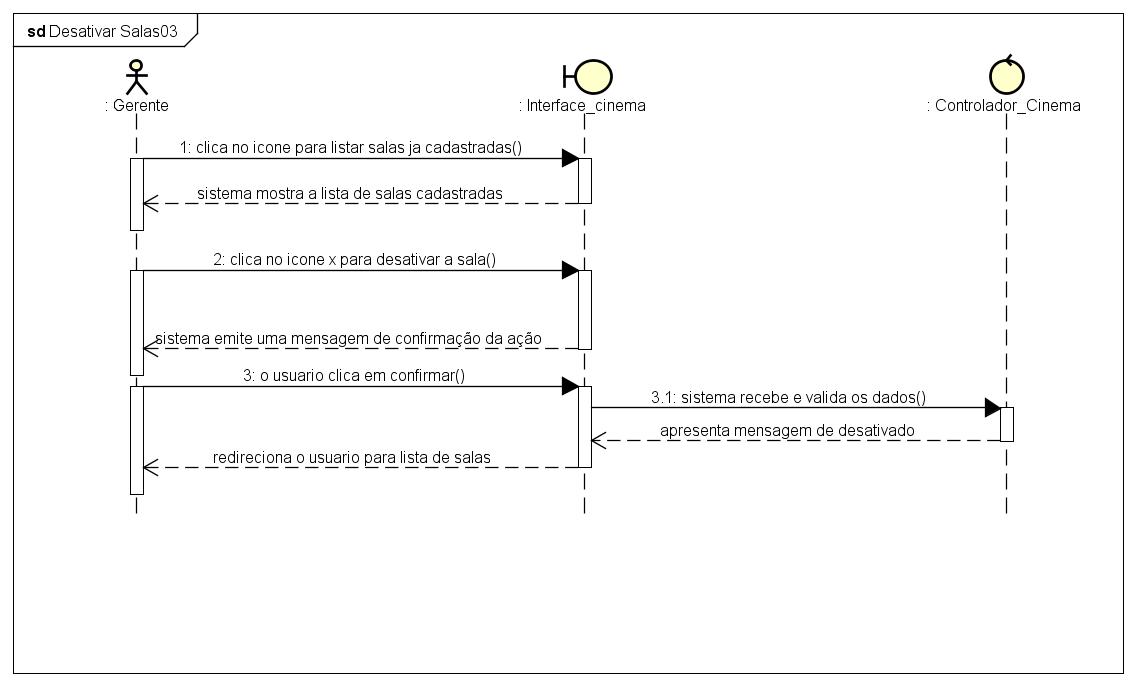 sd Desativar Salas03
: Gerente
: Interface_cinema
: Controlador_Cinema
1: clica no icone para listar salas ja cadastradas()
sistema mostra a lista de salas cadastradas
2: clica no icone x para desativar a sala()
sistema emite uma mensagem de confirmação da ação
3: o usuario clica em confirmar()
3.1: sistema recebe e valida os dados()
apresenta mensagem de desativado
redireciona o usuario para lista de salas